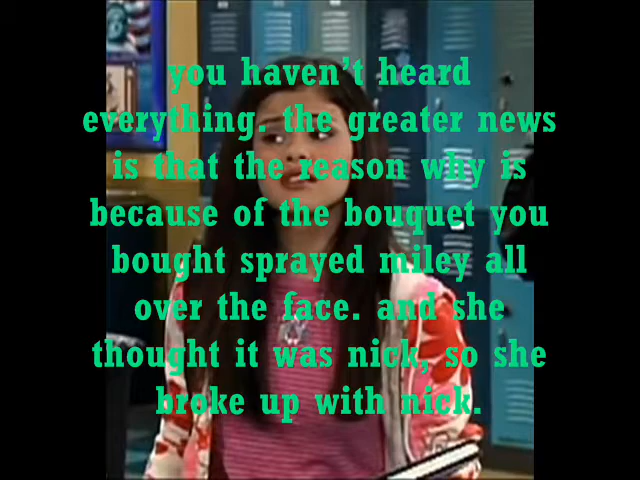 you haven't heard
everything. the greater news
is that the reason why is
because of the bouquet you
bought sprayed miley all
over the face. and she
thought it was nick, so she
broke up with nick.